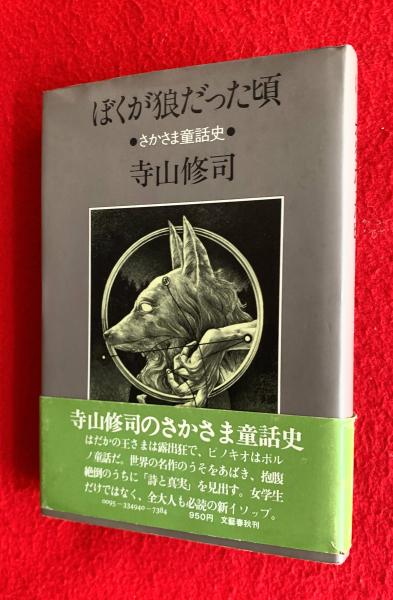 ぼくが狼だった頃
●さかさま童話史●
寺山修司
寺山修司のさかさま童話史
はだかの王さまは露出狂で、ピノキオはポル
ノ童話だ。世界の名作のうそをあばき、抱腹
絶倒のうちに「詩と真実」を見出す。女学生
だけではなく、全大人も必読の新イソップ。
0095-334940-7384
950円 文藝春秋刊